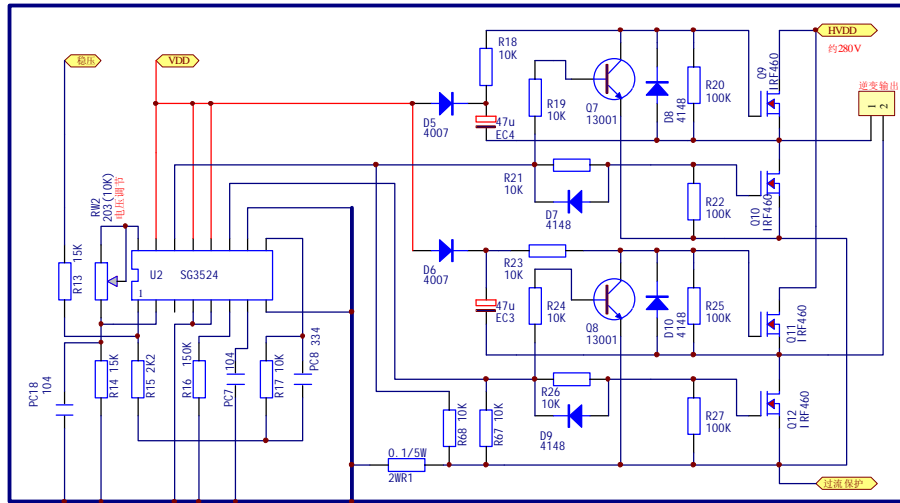 稳压
VDD
HVDD
约280V
R18
10K
Q9
IRF460
R19
10K
Q7
13001
D8
4148
R20
100K
逆变输出
1
2
D5
4007
47u
EC4
R21
10K
D7
4148
R22
100K
Q10
IRF460
RW2
203(10K)
电压调节
R13 15K
U2 SG3524
1
D6
4007
R23
10K
47u
EC3
R24
10K
Q8
13001
D10
4148
R25
100K
Q11
IRF460
PC18
104
R14 15K
R15 2K2
R16 150K
PC7 104
R17 10K
PC8 334
R26
10K
D9
4148
R27
100K
Q12
IRF460
R68 10K
R67 10K
0.1/5W
2WR1
过流保护